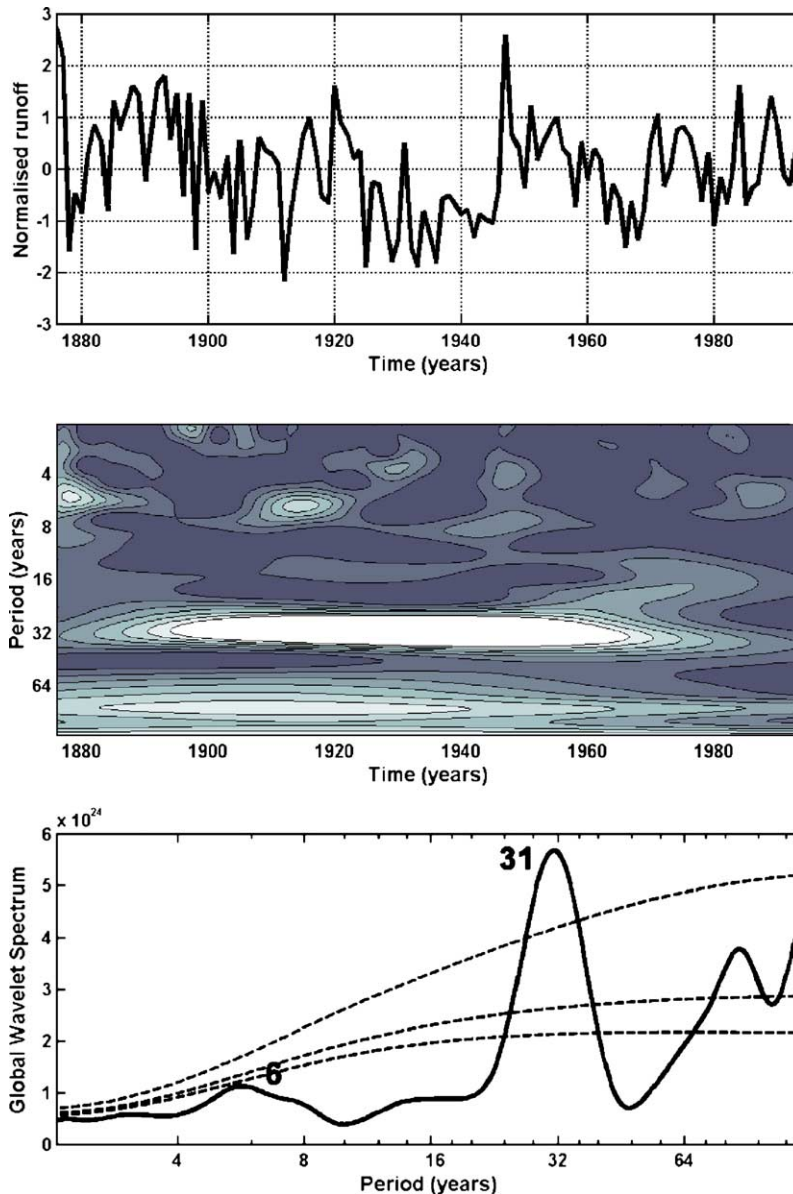 3
2
1
0
-1
-2
-3
Normalised runoff
1880 1900 1920 1940 1960 1980
Time (years)
4
8
16
32
64
Period (years)
1880 1900 1920 1940 1960 1980
Time (years)
x 10^24
6
5
4
3
2
1
0
Global Wavelet Spectrum
31
6
4 8 16 32 64
Period (years)